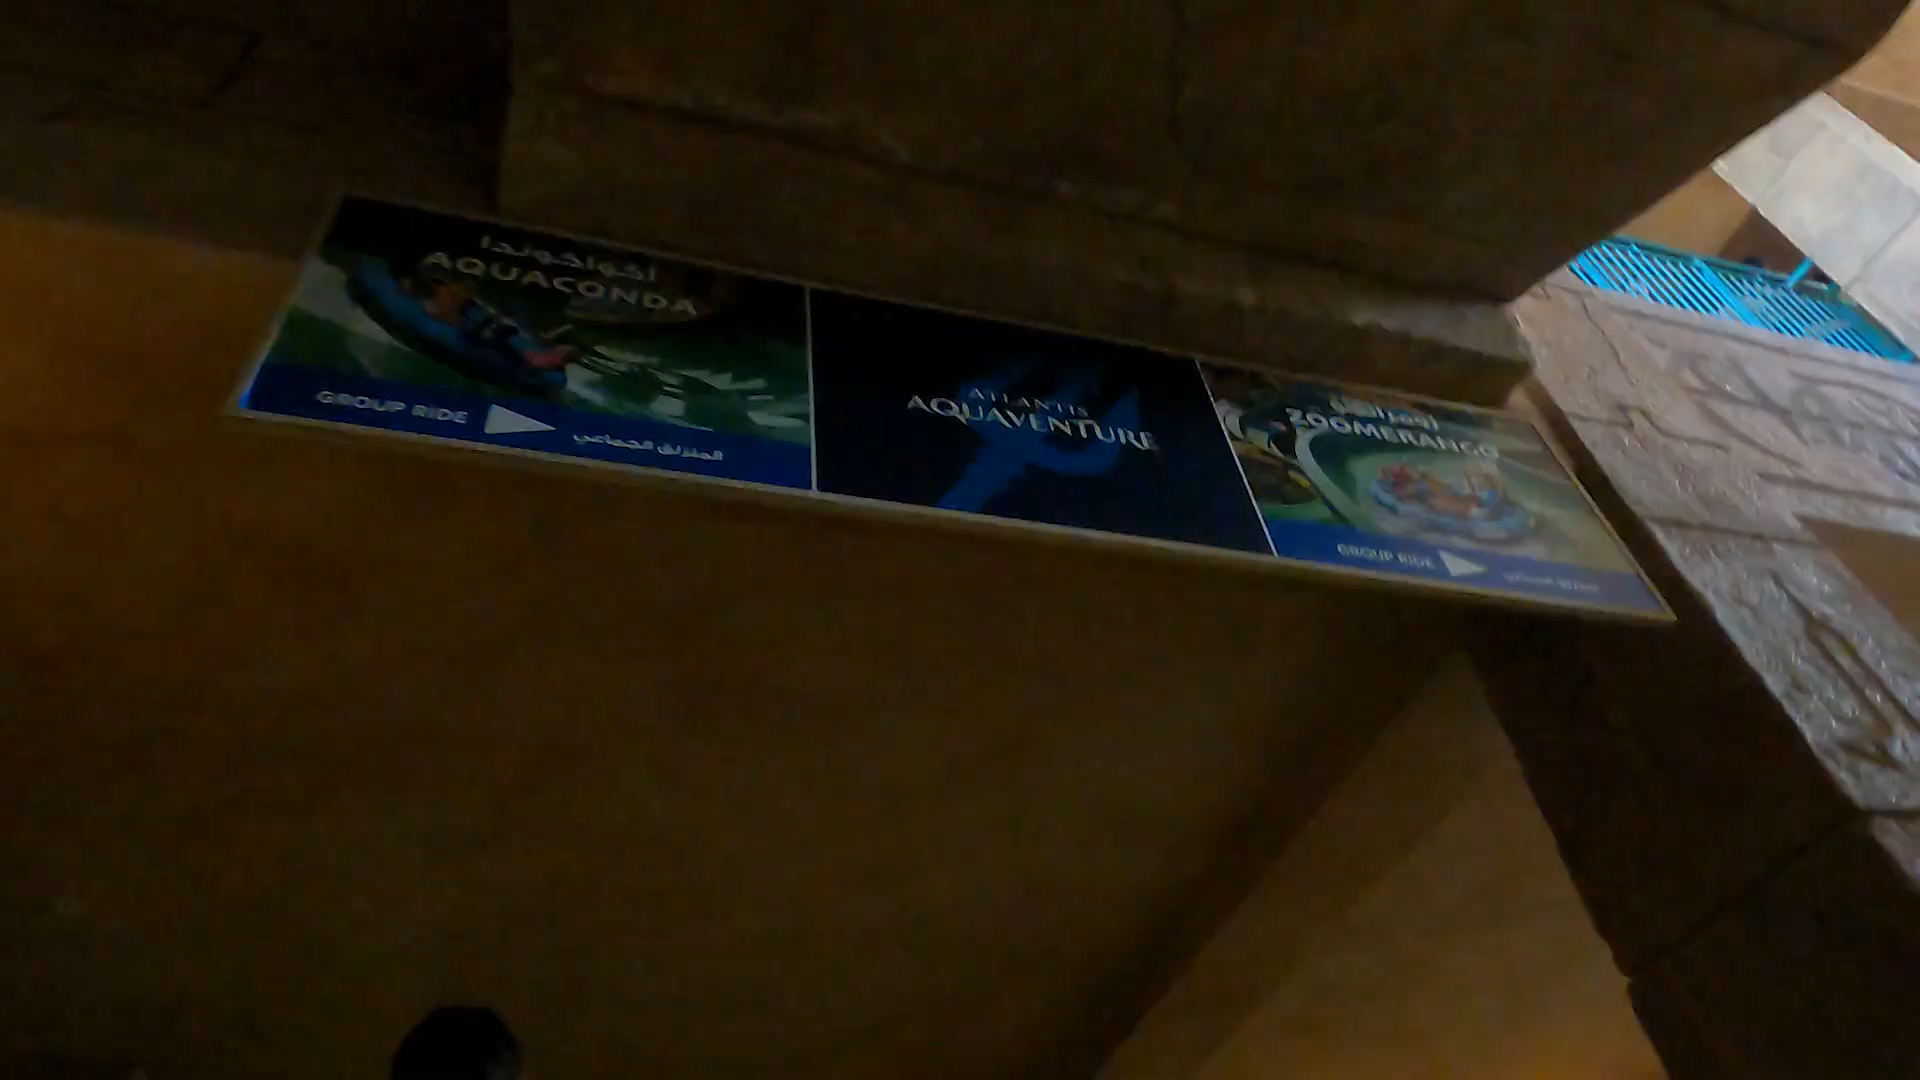 اكواكوندا
AQUACONDA
GROUP RIDE
المنزلق الجماعي
ATLANTIS
AQUAVENTURE
ZOOMERANGO
GROUP RIDE